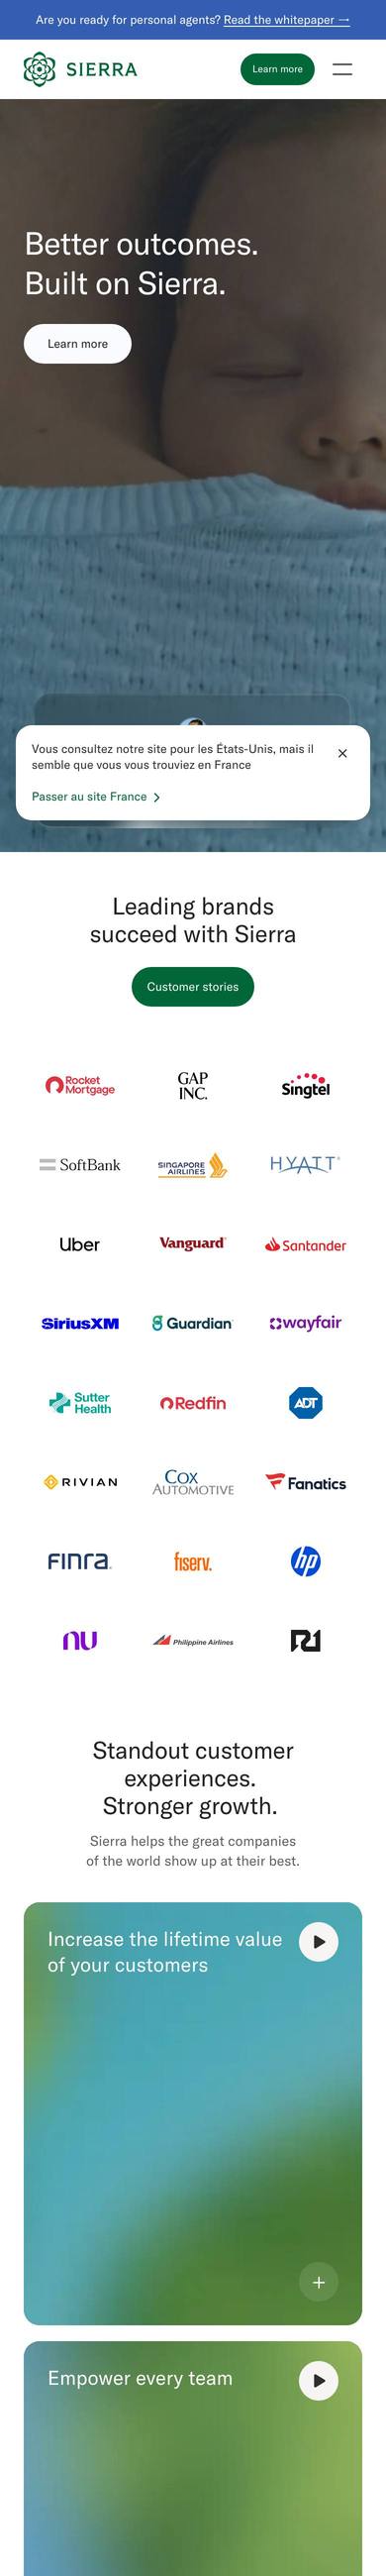 Are you ready for personal agents? Read the whitepaper →
SIERRA
Learn more
Better outcomes.
Built on Sierra.
Learn more
Vous consultez notre site pour les États-Unis, mais il
semble que vous vous trouviez en France
Passer au site France
Leading brands
succeed with Sierra
Customer stories
Rocket
Mortgage
GAP
INC.
Singtel
SoftBank
SINGAPORE
AIRLINES
HYATT
Uber
Vanguard
Santander
SiriusXM
Guardian
wayfair
Sutter
Health
Redfin
ADT
RIVIAN
COX
AUTOMOTIVE
Fanatics
FINRA
fiserv.
hp
nu
Philippine Airlines
Standout customer
experiences.
Stronger growth.
Sierra helps the great companies
of the world show up at their best.
Increase the lifetime value
of your customers
Empower every team